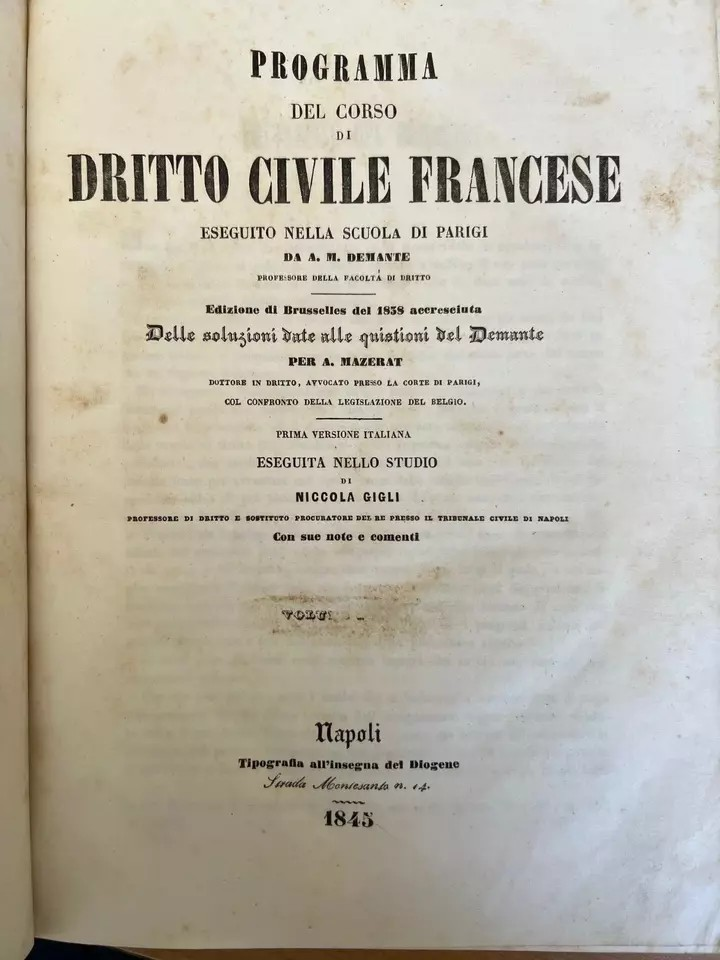 PROGRAMMA
DEL CORSO
DI
DRITTO CIVILE FRANCESE
ESEGUITO NELLA SCUOLA DI PARIGI
DA A. M. DEMANTE
PROFESSORE DELLA FACOLTÁ DI DRITTO
Edizione di Brusselles del 1838 accresciuta
Delle soluzioni date alle quistioni del Demante
PER A. MAZERAT
DOTTORE IN DRITTO, AVVOCATO PRESSO LA CORTE DI PARIGI,
COL CONFRONTO DELLA LEGISLAZIONE DEL BELGIO.
PRIMA VERSIONE ITALIANA
ESEGUITA NELLO STUDIO
DI
NICCOLA GIGLI
PROFESSORE DI DRITTO E SOSTITUTO PROCURATORE DEL RE PRESSO IL TRIBUNALE CIVILE DI NAPOLI
Con sue note e comenti
Napoli
Tipografia all'insegna del Diogene
Strada Montesanto n. 14.
1845